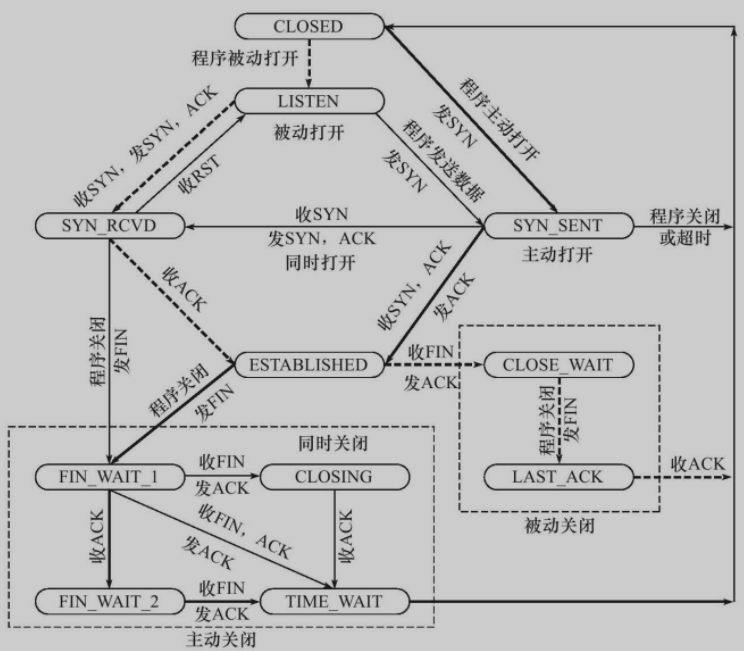 CLOSED
程序被动打开
LISTEN
被动打开
收SYN，发SYN，ACK
收RST
程序发送数据
发SYN
程序主动打开
发SYN
SYN_RCVD
收SYN
发SYN，ACK
同时打开
SYN_SENT
主动打开
程序关闭
或超时
收ACK
收SYN，ACK
发ACK
程序关闭
发FIN
ESTABLISHED
收FIN
发ACK
CLOSE_WAIT
程序关闭
发FIN
程序关闭
发FIN
LAST_ACK
收ACK
被动关闭
同时关闭
FIN_WAIT_1
收FIN
发ACK
CLOSING
收ACK
收FIN，ACK
发ACK
收ACK
FIN_WAIT_2
收FIN
发ACK
TIME_WAIT
主动关闭